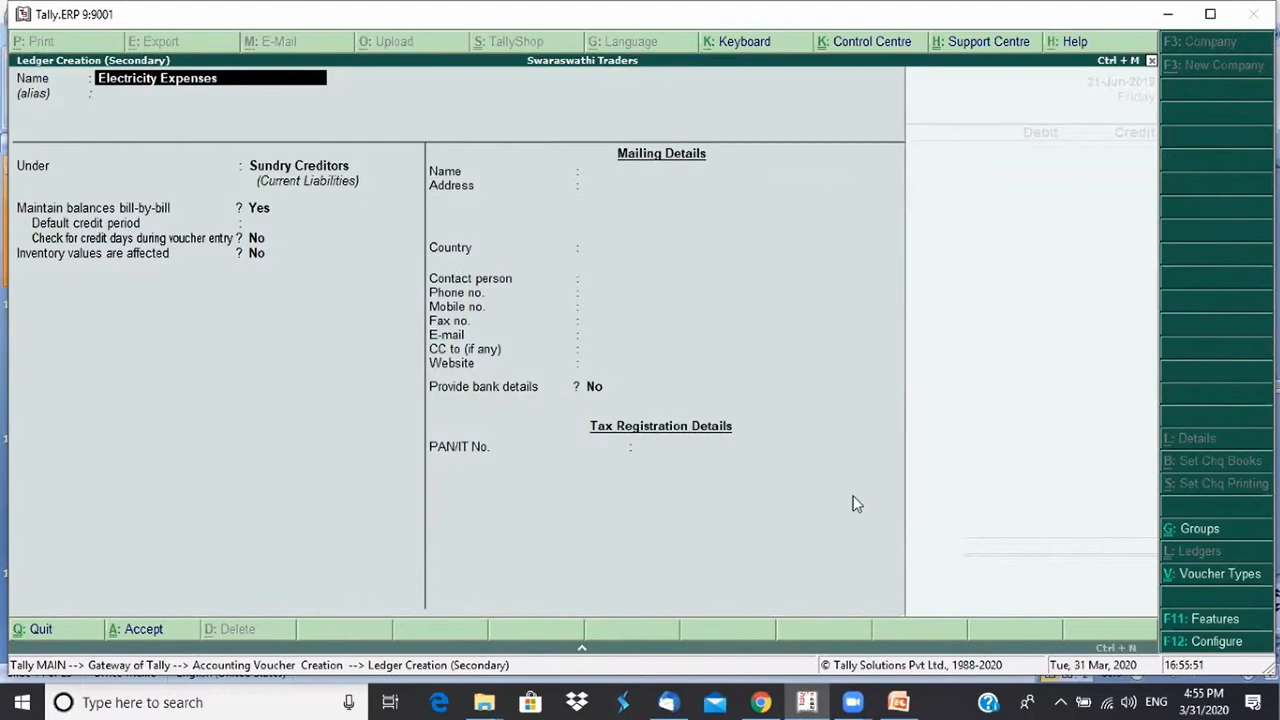 Tally.ERP 9:9001
P: Print E: Export M: E-Mail O: Upload S: TallyShop G: Language K: Keyboard K: Control Centre H: Support Centre H: Help F3: Company
Ledger Creation (Secondary) Swaraswathi Traders Ctrl + M
F3: New Company
Name : Electricity Expenses
(alias) :
21-Jun-2019
Friday
Debit Credit
Under : Sundry Creditors
(Current Liabilities)
Maintain balances bill-by-bill ? Yes
Default credit period :
Check for credit days during voucher entry ? No
Inventory values are affected ? No
Mailing Details
Name :
Address :
Country :
Contact person :
Phone no. :
Mobile no. :
Fax no. :
E-mail :
CC to (if any) :
Website :
Provide bank details ? No
Tax Registration Details
PAN/IT No. :
L: Details
B: Set Chq Books
S: Set Chq Printing
G: Groups
L: Ledgers
V: Voucher Types
F11: Features
F12: Configure
Q: Quit A: Accept D: Delete
Ctrl + N
Tally MAIN --> Gateway of Tally --> Accounting Voucher Creation --> Ledger Creation (Secondary) © Tally Solutions Pvt Ltd., 1988-2020 Tue, 31 Mar, 2020 16:55:51
Type here to search
ENG
4:55 PM
3/31/2020